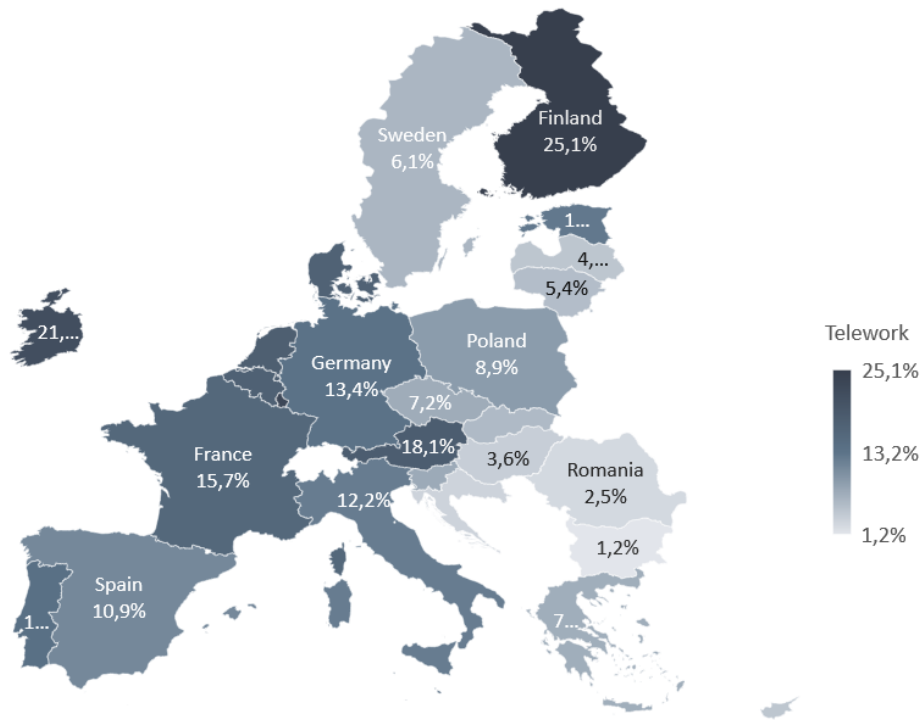 Finland
25,1%
Sweden
6,1%
1...
4,...
5,4%
21,...
Poland
8,9%
Germany
13,4%
7,2%
18,1%
France
15,7%
3,6%
Romania
2,5%
12,2%
1,2%
Spain
10,9%
1...
7...
Telework
25,1%
13,2%
1,2%